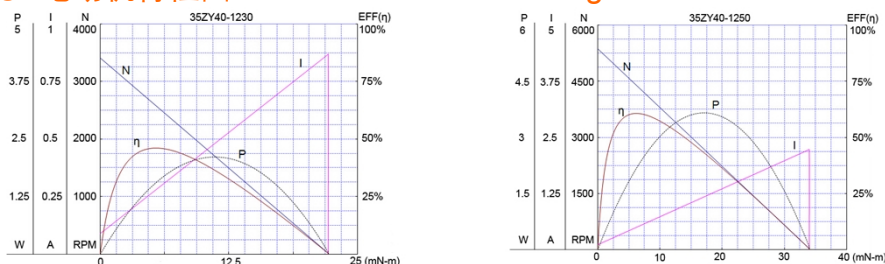 P I N 35ZY40-1230 EFF(η)
5 1 4000 100%
N I
3.75 0.75 3000 75%
2.5 0.5 2000 50%
η P
1.25 0.25 1000 25%
W A RPM
0 12.5 25 (mN-m)
P I N 35ZY40-1250 EFF(η)
6 5 6000 100%
N
4.5 3.75 4500 75%
η P
3 2.5 3000 50%
I
1.5 1.25 1500 25%
W A RPM
0 10 20 30 40 (mN-m)